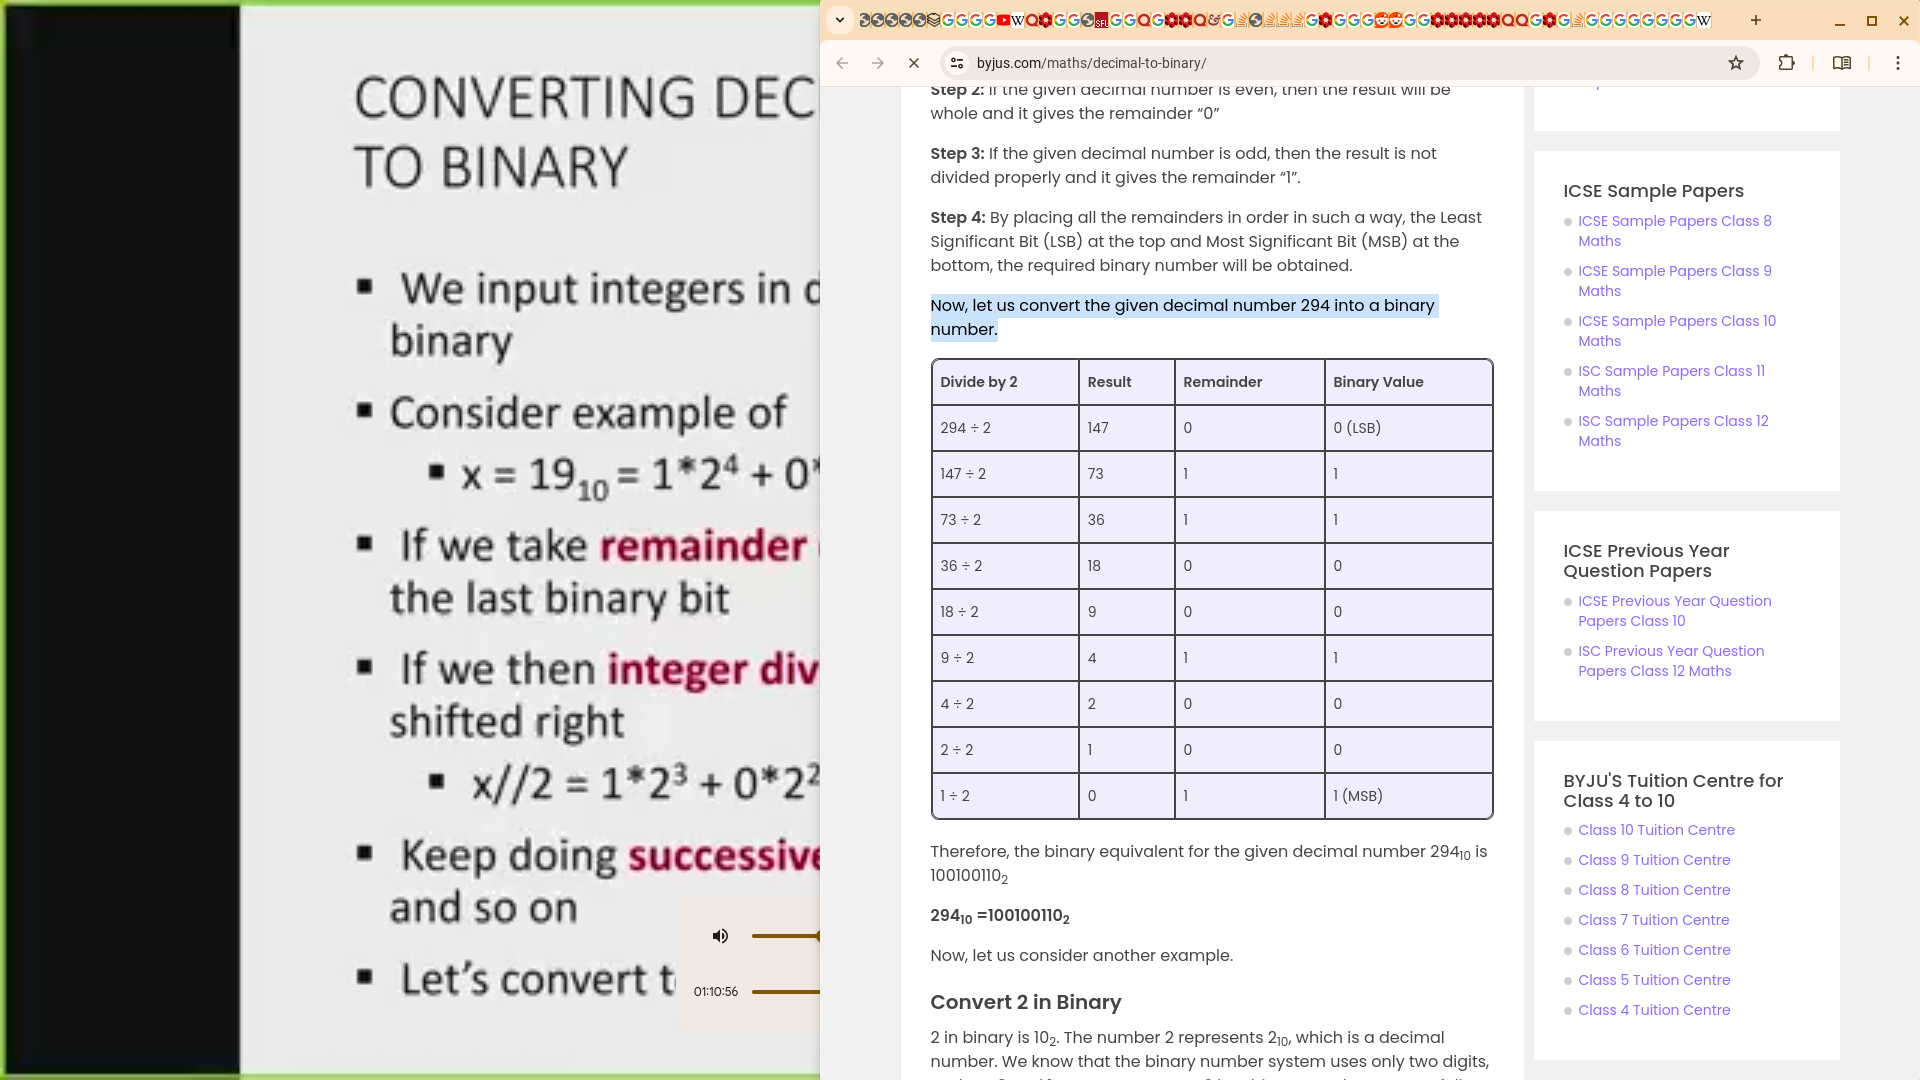 CONVERTING DEC
TO BINARY
▪ We input integers in d
binary
▪ Consider example of
▪ x = 19₁₀ = 1*2⁴ + 0*
▪ If we take remainder
the last binary bit
▪ If we then integer div
shifted right
▪ x//2 = 1*2³ + 0*2²
▪ Keep doing successive
and so on
▪ Let's convert t
01:10:56
byjus.com/maths/decimal-to-binary/
Step 2: If the given decimal number is even, then the result will be
whole and it gives the remainder “0”
Step 3: If the given decimal number is odd, then the result is not
divided properly and it gives the remainder “1”.
Step 4: By placing all the remainders in order in such a way, the Least
Significant Bit (LSB) at the top and Most Significant Bit (MSB) at the
bottom, the required binary number will be obtained.
Now, let us convert the given decimal number 294 into a binary
number.
Divide by 2 Result Remainder Binary Value
294 ÷ 2 147 0 0 (LSB)
147 ÷ 2 73 1 1
73 ÷ 2 36 1 1
36 ÷ 2 18 0 0
18 ÷ 2 9 0 0
9 ÷ 2 4 1 1
4 ÷ 2 2 0 0
2 ÷ 2 1 0 0
1 ÷ 2 0 1 1 (MSB)
Therefore, the binary equivalent for the given decimal number 294₁₀ is
100100110₂
294₁₀ =100100110₂
Now, let us consider another example.
Convert 2 in Binary
2 in binary is 10₂. The number 2 represents 2₁₀, which is a decimal
number. We know that the binary number system uses only two digits,
ICSE Sample Papers
ICSE Sample Papers Class 8
Maths
ICSE Sample Papers Class 9
Maths
ICSE Sample Papers Class 10
Maths
ISC Sample Papers Class 11
Maths
ISC Sample Papers Class 12
Maths
ICSE Previous Year
Question Papers
ICSE Previous Year Question
Papers Class 10
ISC Previous Year Question
Papers Class 12 Maths
BYJU'S Tuition Centre for
Class 4 to 10
Class 10 Tuition Centre
Class 9 Tuition Centre
Class 8 Tuition Centre
Class 7 Tuition Centre
Class 6 Tuition Centre
Class 5 Tuition Centre
Class 4 Tuition Centre